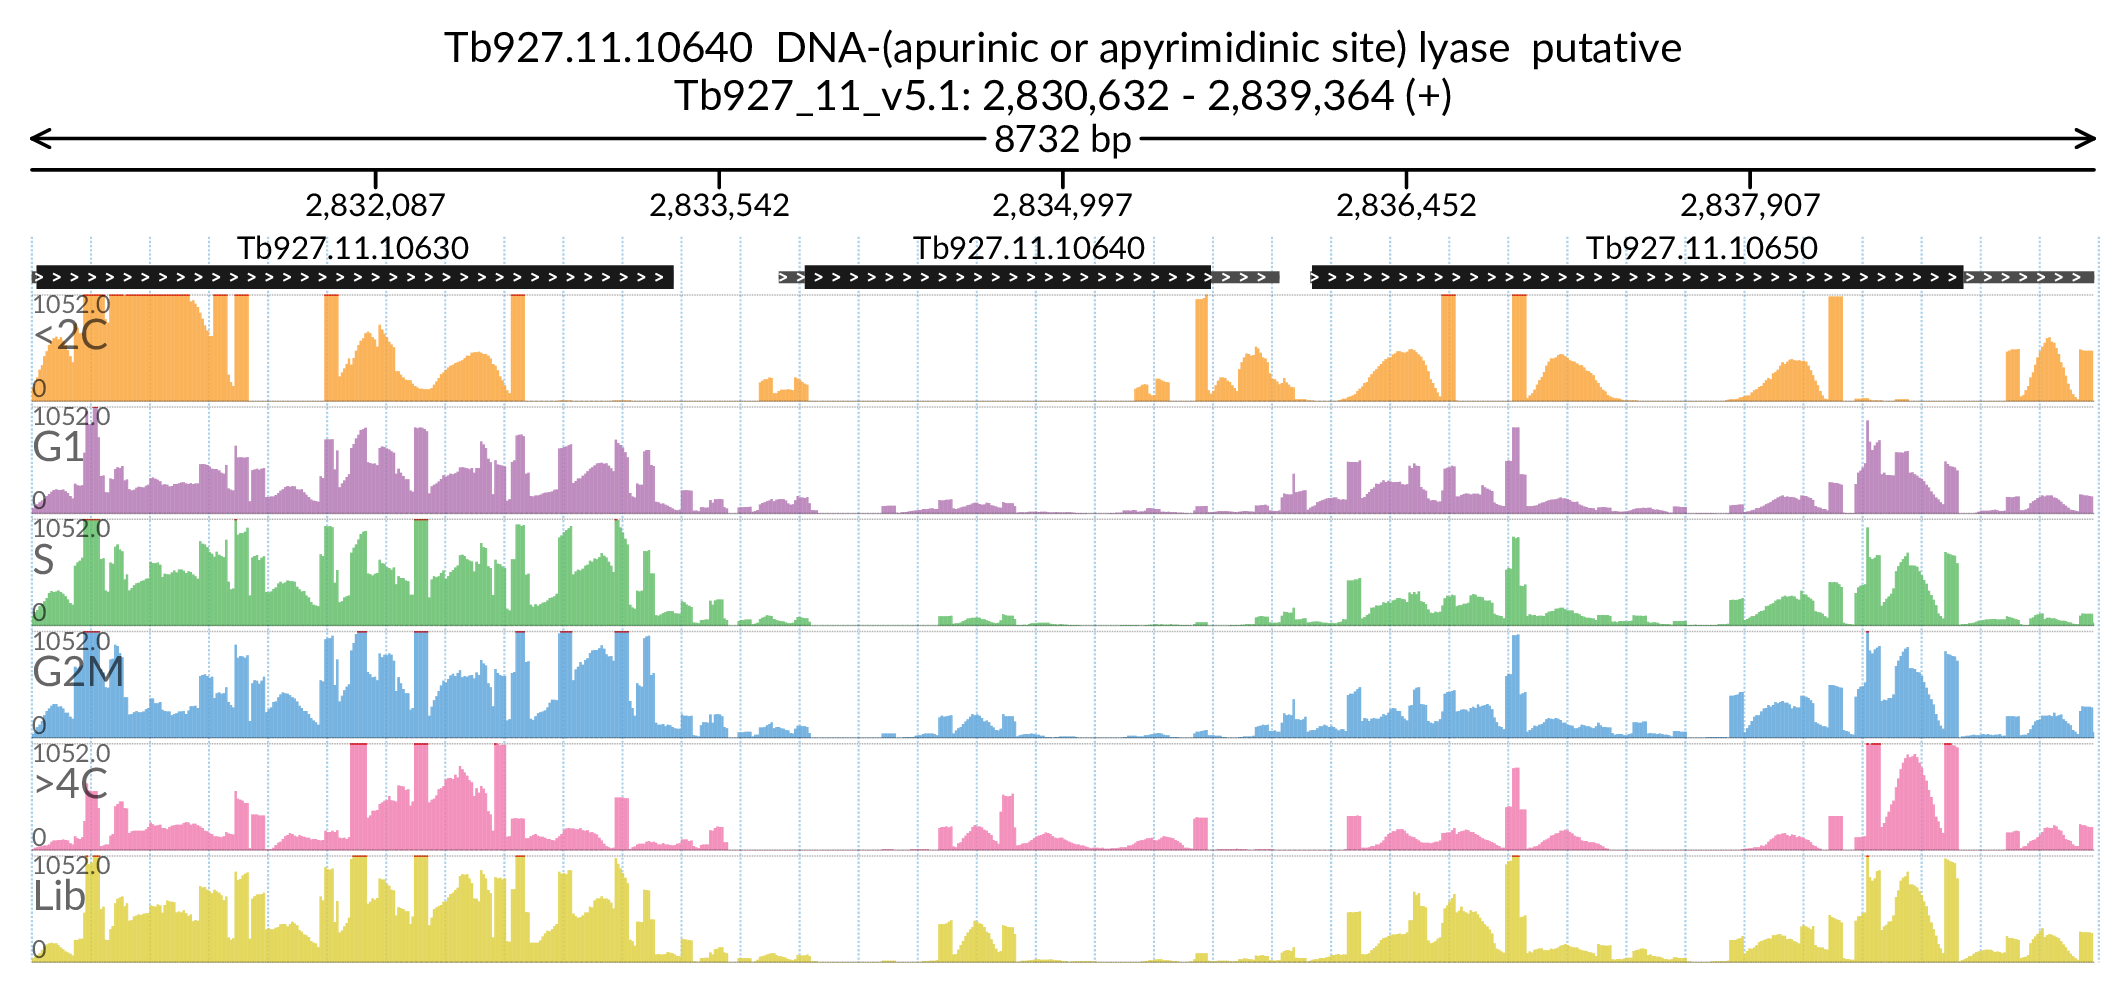 Tb927.11.10640 DNA-(apurinic or apyrimidinic site) lyase putative
Tb927_11_v5.1: 2,830,632 - 2,839,364 (+)
8732 bp
2,832,087 2,833,542 2,834,997 2,836,452 2,837,907
Tb927.11.10630 Tb927.11.10640 Tb927.11.10650
1052.0
<2C
0
1052.0
G1
0
1052.0
S
0
1052.0
G2M
0
1052.0
>4C
0
1052.0
Lib
0